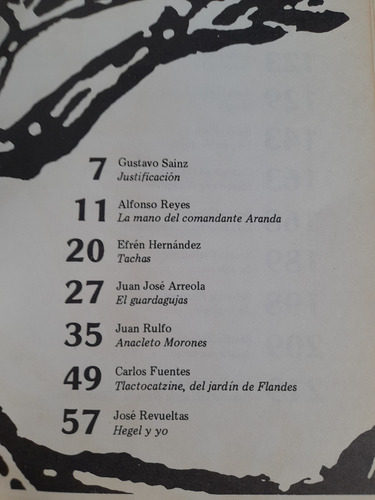 7 Gustavo Sainz
Justificación
11 Alfonso Reyes
La mano del comandante Aranda
20 Efrén Hernández
Tachas
27 Juan José Arreola
El guardagujas
35 Juan Rulfo
Anacleto Morones
49 Carlos Fuentes
Tlactocatzine, del jardín de Flandes
57 José Revueltas
Hegel y yo